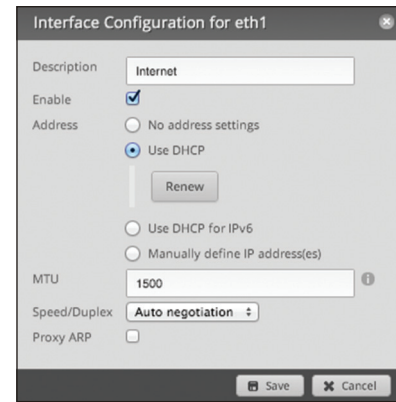 Interface Configuration for eth1
Description Internet
Enable
Address No address settings
Use DHCP
Renew
Use DHCP for IPv6
Manually define IP address(es)
MTU 1500
Speed/Duplex Auto negotiation
Proxy ARP
Save Cancel